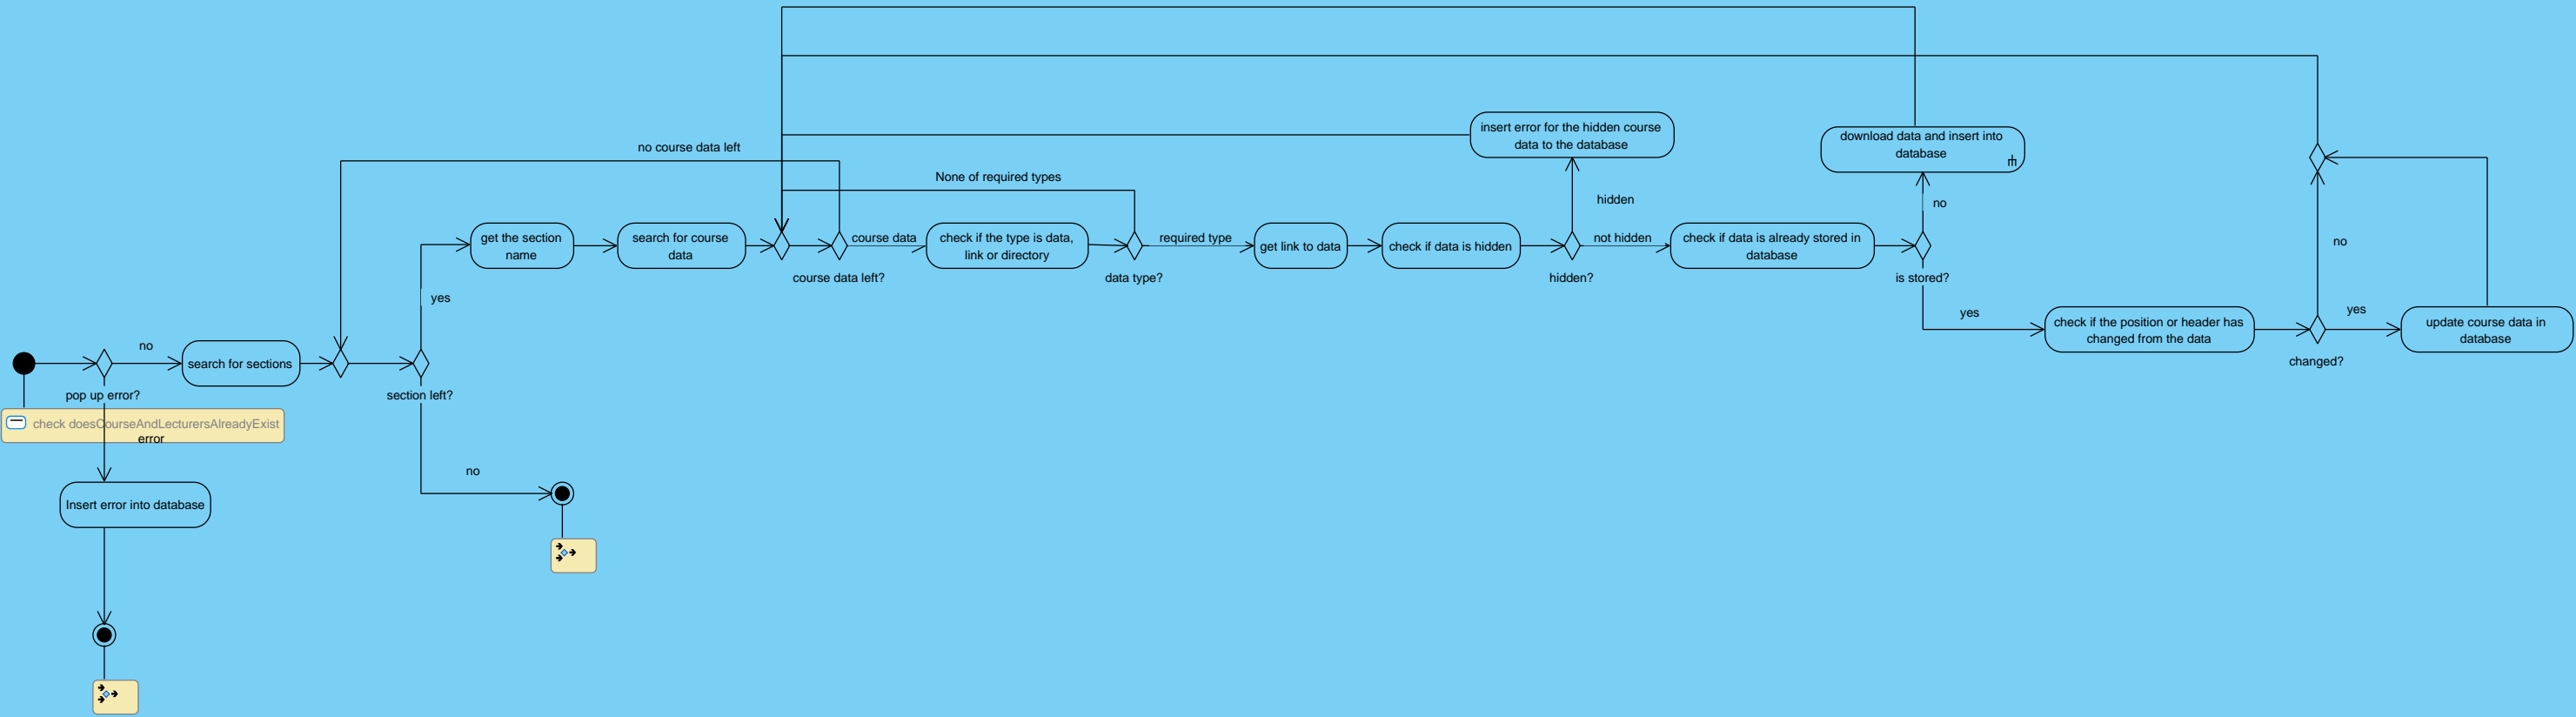 no course data left
None of required types
insert error for the hidden course
data to the database
hidden
download data and insert into
database
no
get the section
name
search for course
data
course data
course data left?
check if the type is data,
link or directory
data type?
required type
get link to data
check if data is hidden
hidden?
not hidden
check if data is already stored in
database
is stored?
no
yes
yes
check if the position or header has
changed from the data
yes
changed?
update course data in
database
no
search for sections
pop up error?
section left?
check doesCourseAndLecturersAlreadyExist
error
no
Insert error into database